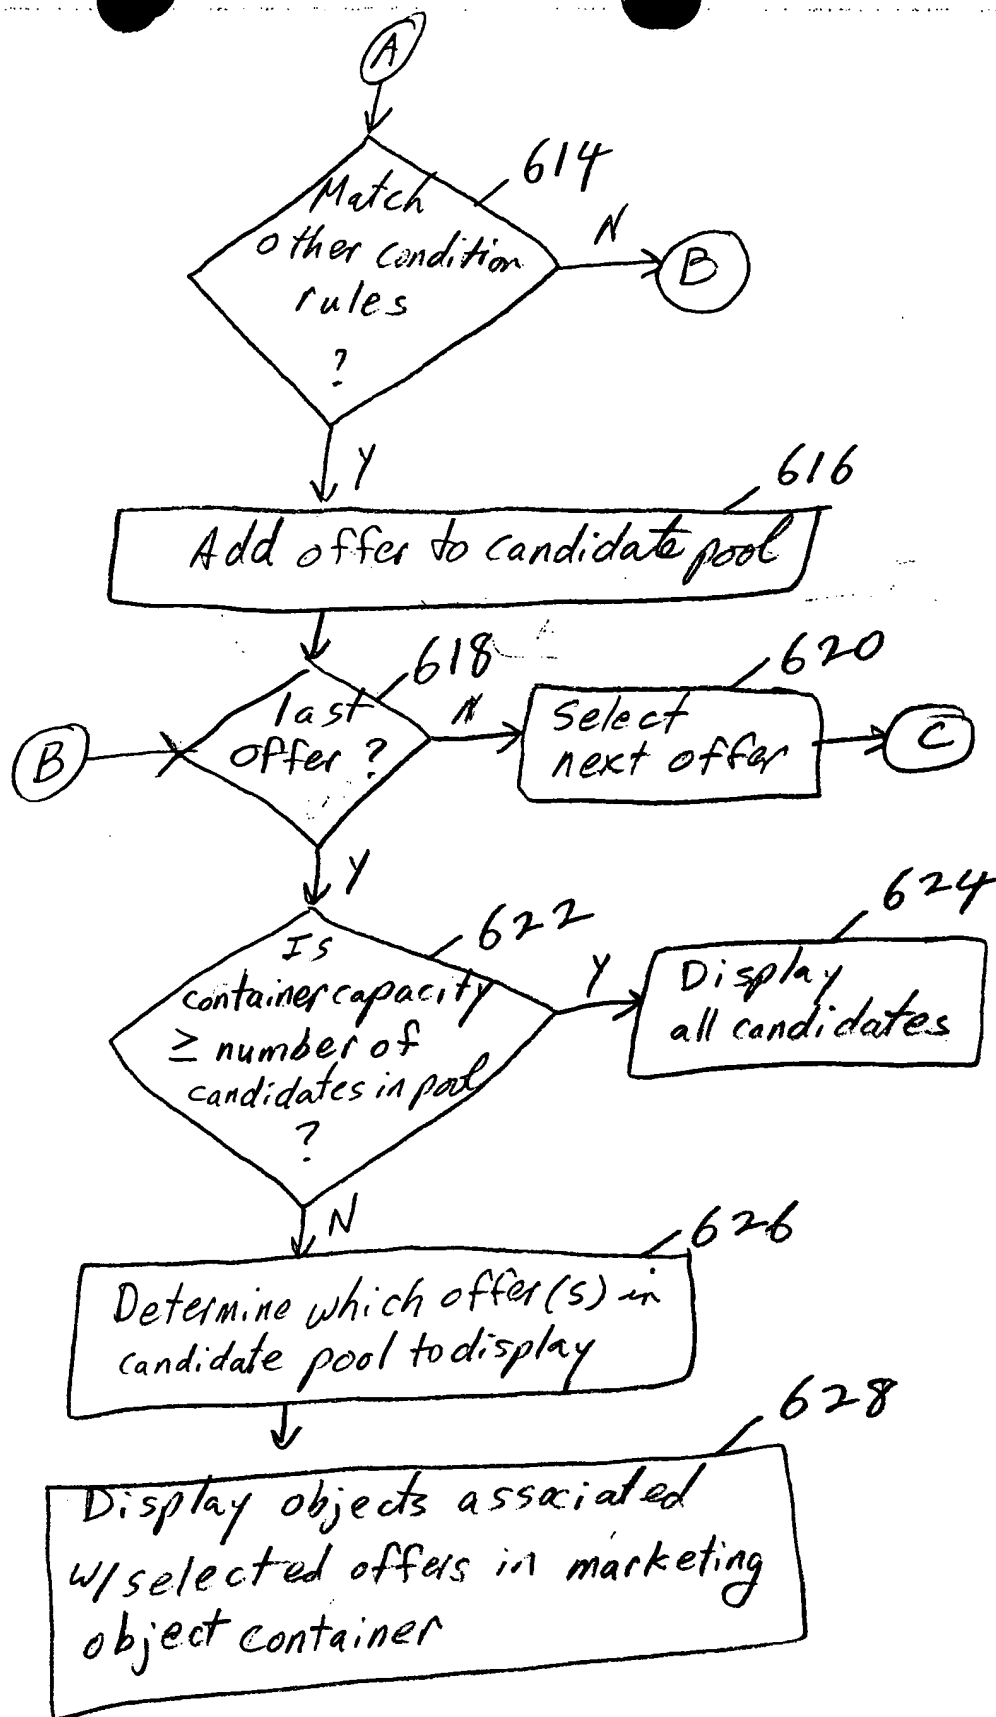 A
614
Match
other condition
rules
?
N
B
Y
616
Add offer to candidate pool
618
last
offer ?
N
620
Select
next offer
C
B
Y
622
Is
container capacity
≥ number of
candidates in pool
?
Y
624
Display
all candidates
N
626
Determine which offer(s) in
candidate pool to display
628
Display objects associated
w/ selected offers in marketing
object container